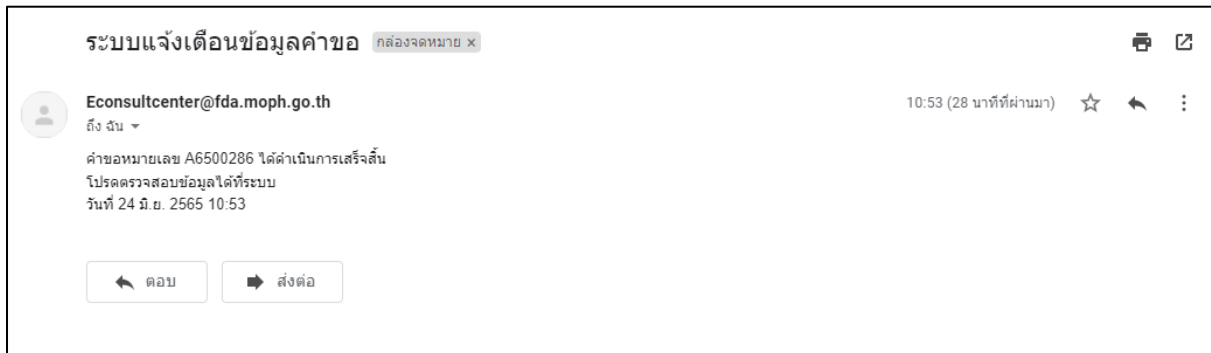 ระบบแจ้งเตือนข้อมูลคำขอ กล่องจดหมาย x
Econsultcenter@fda.moph.go.th 10:53 (28 นาทีที่ผ่านมา)
ถึง ฉัน
คำขอหมายเลข A6500286 ได้ดำเนินการเสร็จสิ้น
โปรดตรวจสอบข้อมูลได้ที่ระบบ
วันที่ 24 มิ.ย. 2565 10:53
ตอบ ส่งต่อ